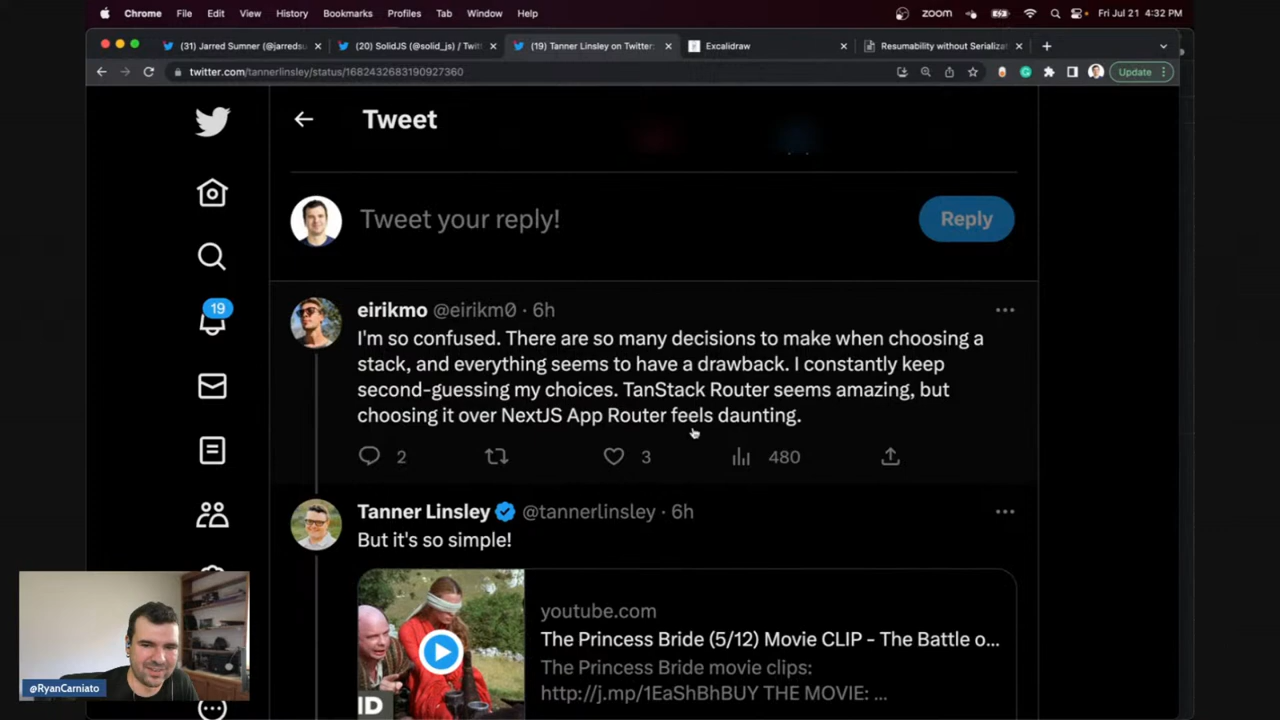 Chrome File Edit View History Bookmarks Profiles Tab Window Help zoom Fri Jul 21 4:32 PM
(31) Jarred Sumner (@jarredsu (20) SolidJS (@solid_js) / Twit (19) Tanner Linsley on Twitter: Excalidraw Resumability without Serializa
twitter.com/tannerlinsley/status/1682432683190927360 Update
Tweet
Tweet your reply!
Reply
19
eirikmo @eirikm0 · 6h
I'm so confused. There are so many decisions to make when choosing a
stack, and everything seems to have a drawback. I constantly keep
second-guessing my choices. TanStack Router seems amazing, but
choosing it over NextJS App Router feels daunting.
2 3 480
Tanner Linsley @tannerlinsley · 6h
But it's so simple!
youtube.com
The Princess Bride (5/12) Movie CLIP - The Battle o...
The Princess Bride movie clips:
http://j.mp/1EaShBhBUY THE MOVIE: ...
@RyanCarniato